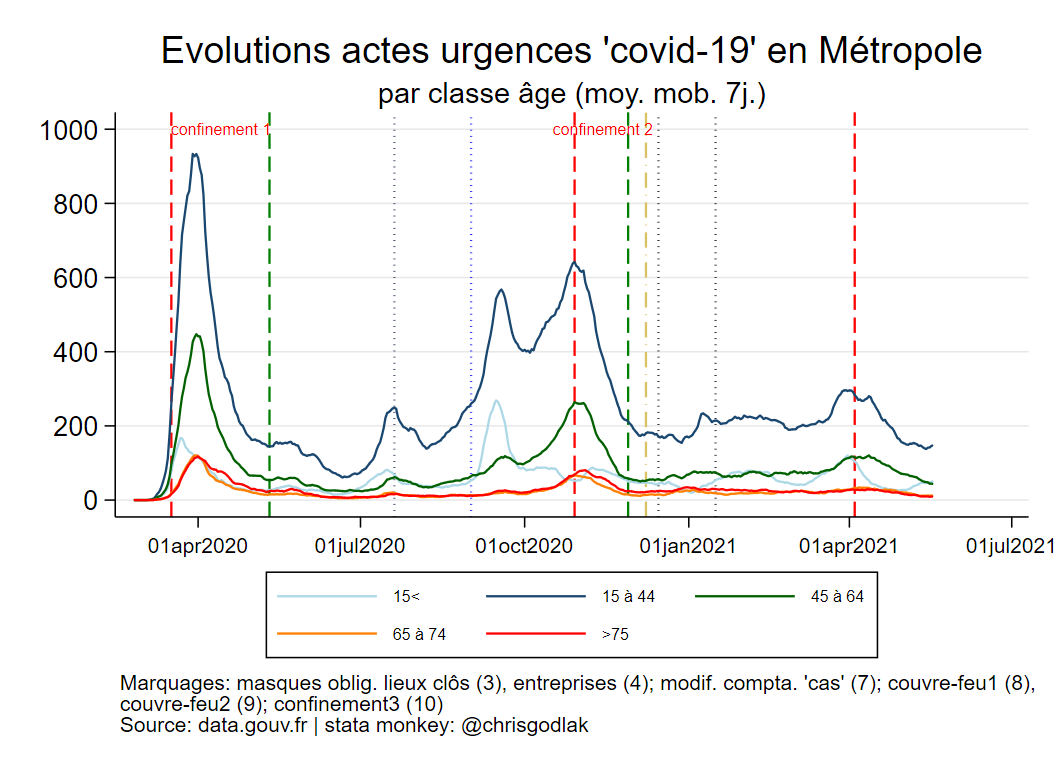 Evolutions actes urgences 'covid-19' en Métropole
par classe âge (moy. mob. 7j.)
confinement 1
confinement 2
1000
800
600
400
200
0
01apr2020
01jul2020
01oct2020
01jan2021
01apr2021
01jul2021
15<
15 à 44
45 à 64
65 à 74
>75
Marquages: masques oblig. lieux clôs (3), entreprises (4); modif. compta. 'cas' (7); couvre-feu1 (8),
couvre-feu2 (9); confinement3 (10)
Source: data.gouv.fr | stata monkey: @chrisgodlak